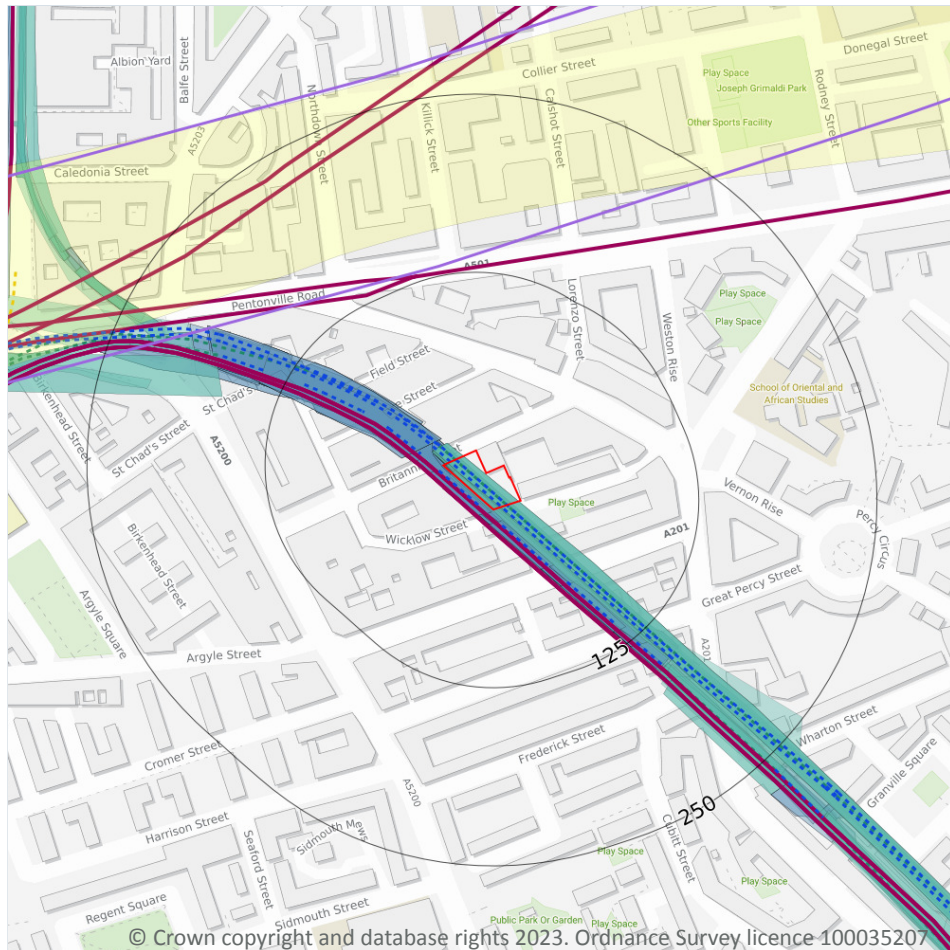 Donegal Street
Collier Street
Play Space
Joseph Grimaldi Park
Albion Yard
Balfe Street
Northdown Street
Killick Street
Calshot Street
Rodney Street
Other Sports Facility
A5203
Caledonia Street
A501
Pentonville Road
Lorenzo Street
Weston Rise
Play Space
Play Space
Field Street
School of Oriental and
African Studies
Birkenhead Street
St Chad's
St Chad's Street
A5200
Britann
Vernon Rise
Play Space
Percy Circus
Wicklow Street
A201
Birkenhead Street
Great Percy Street
Argyle Square
Argyle Street
125
A201
Wharton Street
Frederick Street
Cromer Street
Granville Square
A5200
250
Harrison Street
Sidmouth Mews
Seaford Street
Cubitt Street
Play Space
Play Space
Regent Square
Sidmouth Street
Public Park Or Garden
Play Space
© Crown copyright and database rights 2023. Ordnance Survey licence 100035207